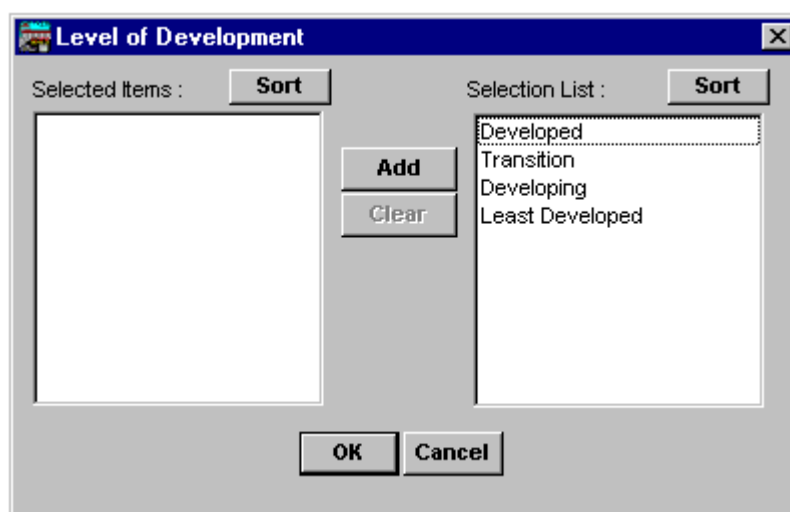 Level of Development
Selected Items : Sort
Selection List : Sort
Add
Clear
Developed
Transition
Developing
Least Developed
OK Cancel